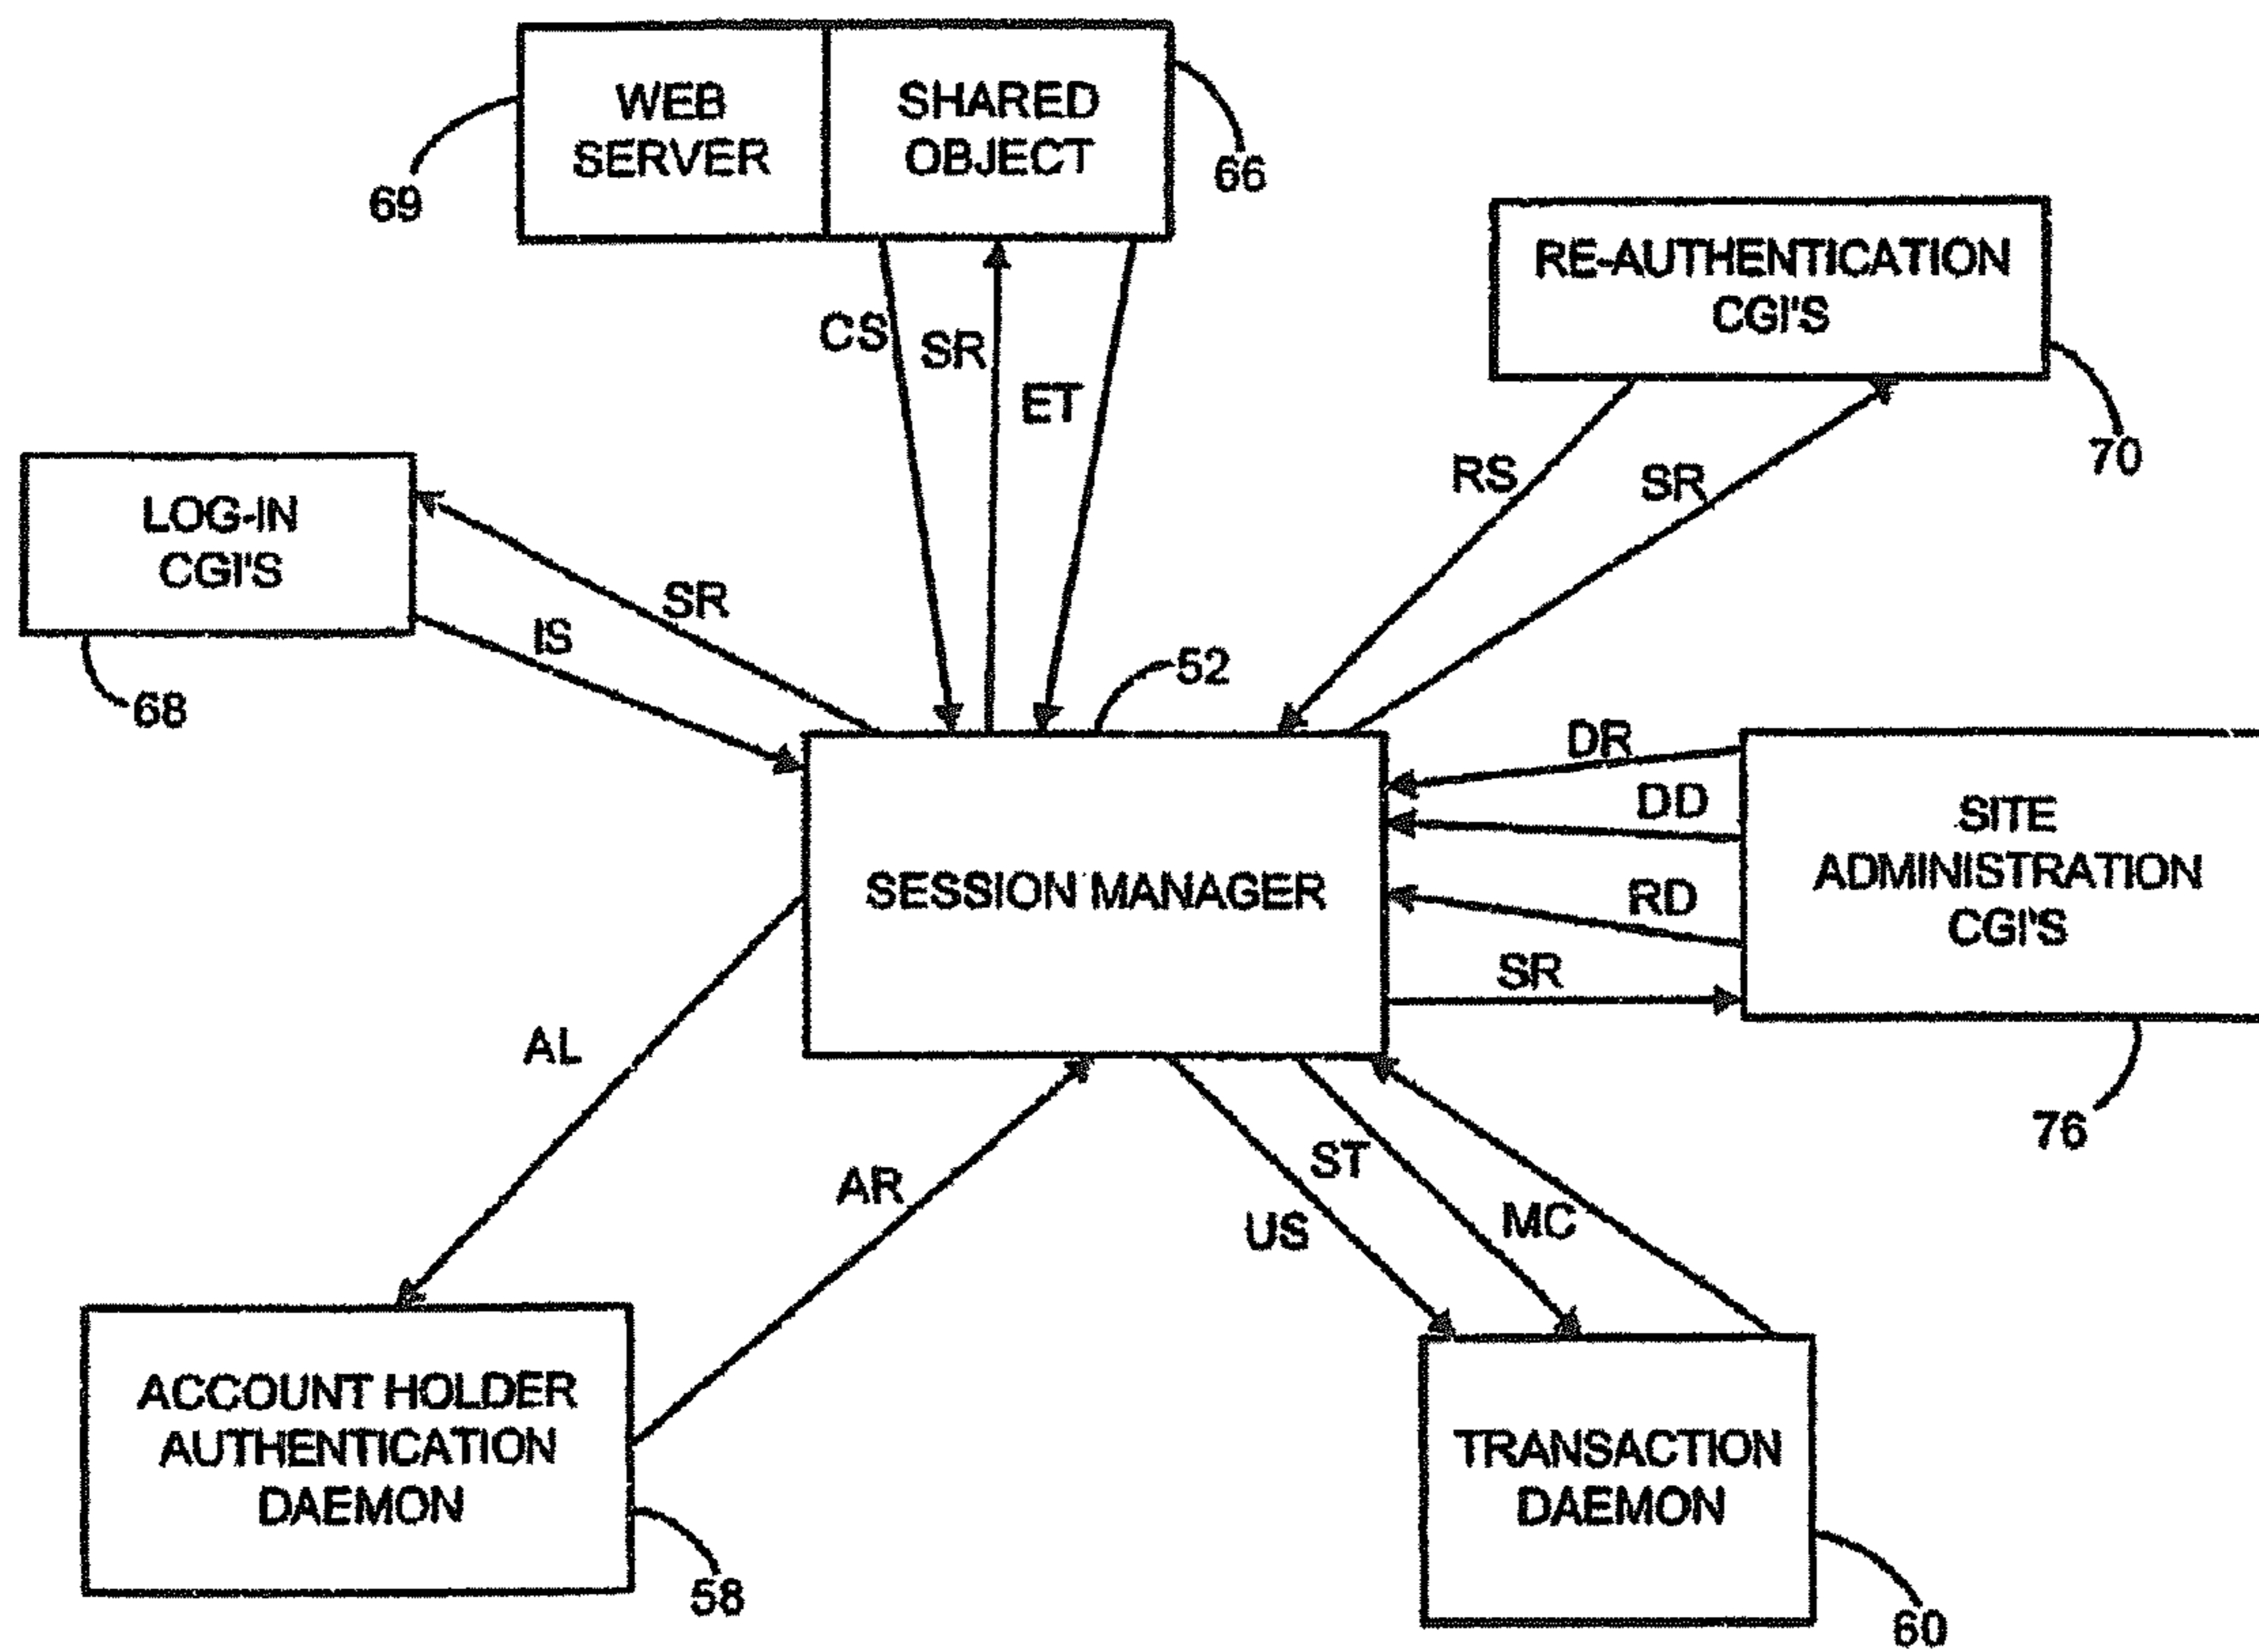 WEB
SERVER
SHARED
OBJECT
69
66
RE-AUTHENTICATION
CGI'S
70
CS
SR
ET
RS
SR
LOG-IN
CGI'S
68
SR
IS
52
DR
DD
RD
SR
SITE
ADMINISTRATION
CGI'S
76
SESSION MANAGER
AL
AR
US
ST
MC
ACCOUNT HOLDER
AUTHENTICATION
DAEMON
58
TRANSACTION
DAEMON
60